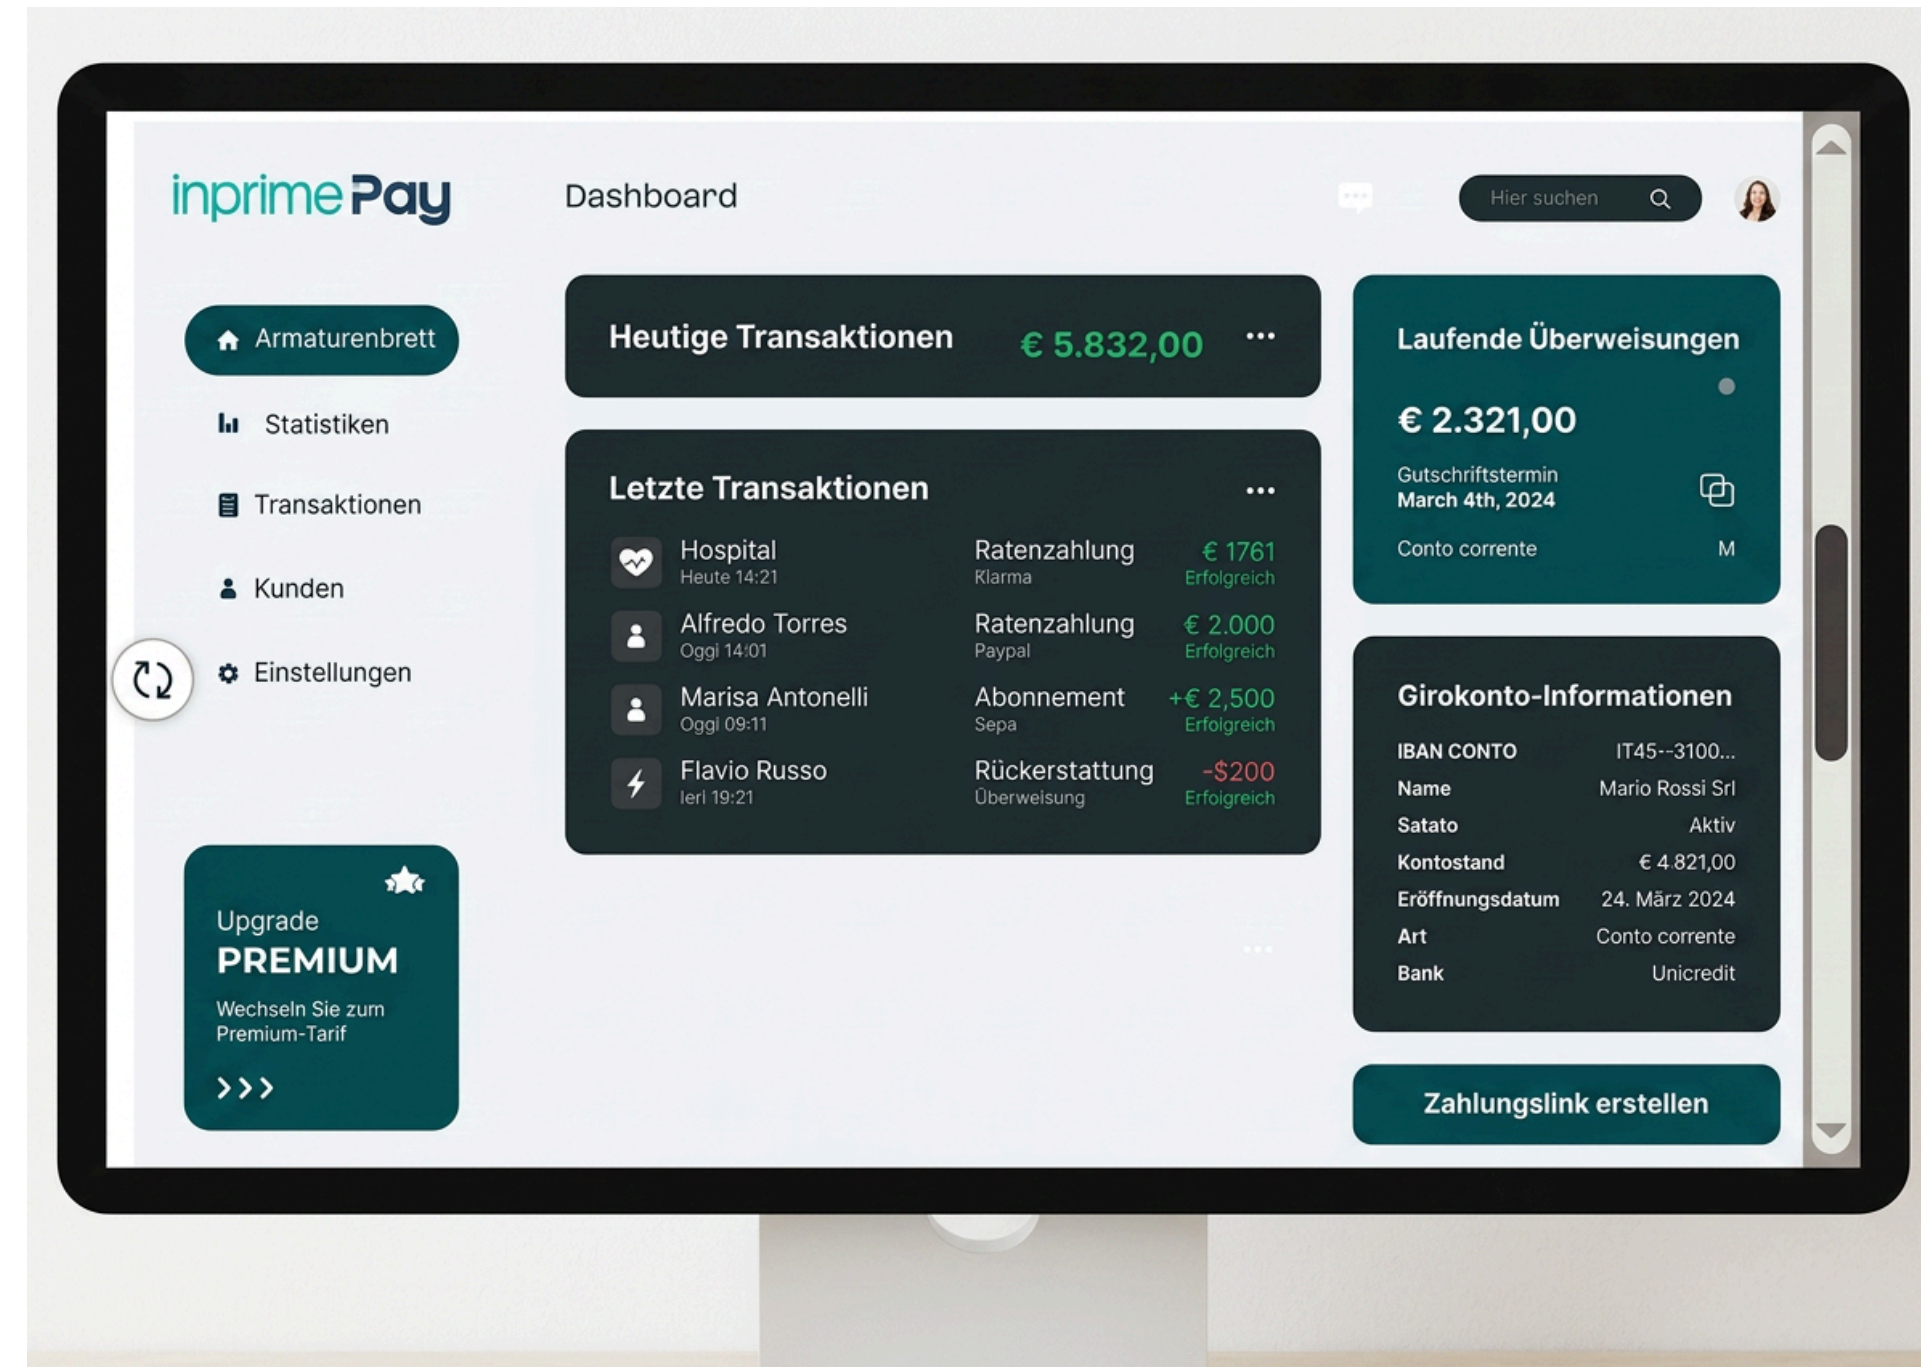 inprime Pay
Dashboard
Hier suchen
Armaturenbrett
Statistiken
Transaktionen
Kunden
Einstellungen
Upgrade
PREMIUM
Wechseln Sie zum
Premium-Tarif
Heutige Transaktionen € 5.832,00
Letzte Transaktionen
Hospital Ratenzahlung € 1761
Heute 14:21 Klarma Erfolgreich
Alfredo Torres Ratenzahlung € 2.000
Oggi 14:01 Paypal Erfolgreich
Marisa Antonelli Abonnement +€ 2,500
Oggi 09:11 Sepa Erfolgreich
Flavio Russo Rückerstattung -$200
Ieri 19:21 Überweisung Erfolgreich
Laufende Überweisungen
€ 2.321,00
Gutschriftstermin
March 4th, 2024
Conto corrente M
Girokonto-Informationen
IBAN CONTO IT45--3100...
Name Mario Rossi Srl
Satato Aktiv
Kontostand € 4.821,00
Eröffnungsdatum 24. März 2024
Art Conto corrente
Bank Unicredit
Zahlungslink erstellen